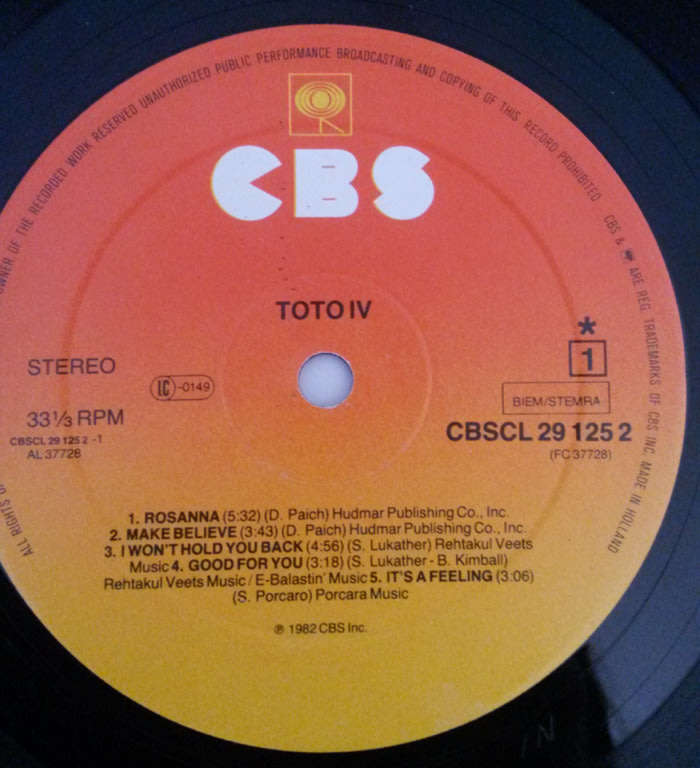 ALL RIGHTS OF
OWNER OF THE RECORDED WORK RESERVED UNAUTHORIZED PUBLIC PERFORMANCE BROADCASTING AND COPYING OF THIS RECORD PROHIBITED
CBS & ARE REG. TRADEMARKS OF CBS INC. MADE IN HOLLAND
CBS
TOTO IV
STEREO
LC -0149
33⅓ RPM
CBSCL 29 125 2 -1
AL 37728
*
1
BIEM/STEMRA
CBSCL 29 125 2
(FC 37728)
1. ROSANNA (5:32) (D. Paich) Hudmar Publishing Co., Inc.
2. MAKE BELIEVE (3:43) (D. Paich) Hudmar Publishing Co., Inc.
3. I WON'T HOLD YOU BACK (4:56) (S. Lukather) Rehtakul Veets
Music 4. GOOD FOR YOU (3:18) (S. Lukather - B. Kimball)
Rehtakul Veets Music / E-Balastin' Music 5. IT'S A FEELING (3:06)
(S. Porcaro) Porcara Music
℗ 1982 CBS Inc.